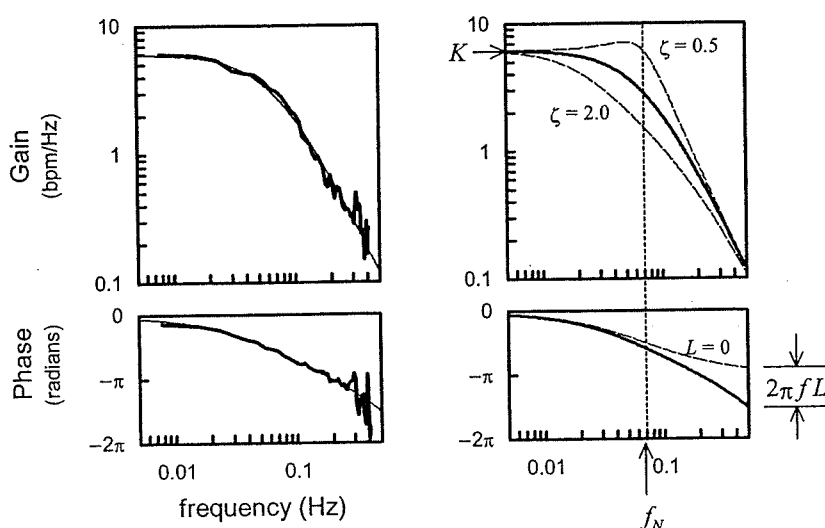 10
1
0.1
Gain
(bpm/Hz)
0
−π
−2π
Phase
(radians)
0.01 0.1
frequency (Hz)
10
K
1
0.1
ζ = 0.5
ζ = 2.0
0
−π
−2π
L = 0
2πfL
0.01 0.1
f_N